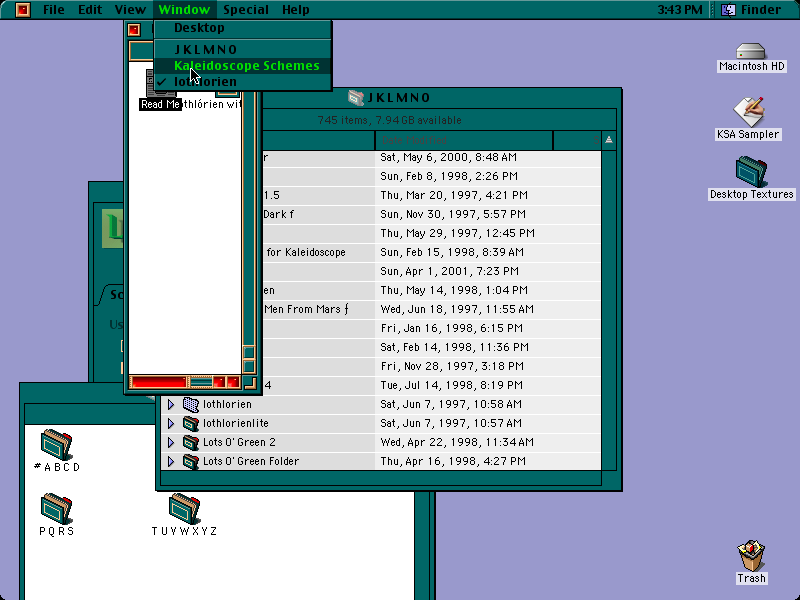 File Edit View Window Special Help 3:43 PM Finder
Desktop
JKLMNO
Kaleidoscope Schemes
✓ lothlorien
Read Me
othlórien wit
Macintosh HD
KSA Sampler
Desktop Textures
Trash
JKLMNO
745 items, 7.94 GB available
r Sat, May 6, 2000, 8:48 AM
Sun, Feb 8, 1998, 2:26 PM
1.5 Thu, Mar 20, 1997, 4:21 PM
Dark f Sun, Nov 30, 1997, 5:57 PM
Thu, May 29, 1997, 12:45 PM
for Kaleidoscope Sun, Feb 15, 1998, 8:39 AM
Sun, Apr 1, 2001, 7:23 PM
en Thu, May 14, 1998, 1:04 PM
Men From Mars ƒ Wed, Jun 18, 1997, 11:55 AM
Fri, Jan 16, 1998, 6:15 PM
Sat, Feb 14, 1998, 11:36 PM
Fri, Nov 28, 1997, 3:18 PM
4 Tue, Jul 14, 1998, 8:19 PM
lothlorien Sat, Jun 7, 1997, 10:58 AM
lothlorienlite Sat, Jun 7, 1997, 10:57 AM
Lots O' Green 2 Wed, Apr 22, 1998, 11:34 AM
Lots O' Green Folder Thu, Apr 16, 1998, 4:27 PM
Sc
Us
#ABCD
PQRS
TUVWXYZ